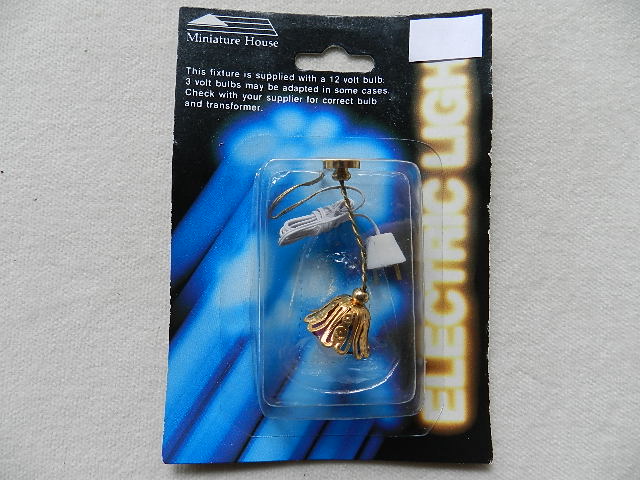 Miniature House
This fixture is supplied with a 12 volt bulb.
3 volt bulbs may be adapted in some cases.
Check with your supplier for correct bulb
and transformer.
ELECTRIC LIGH